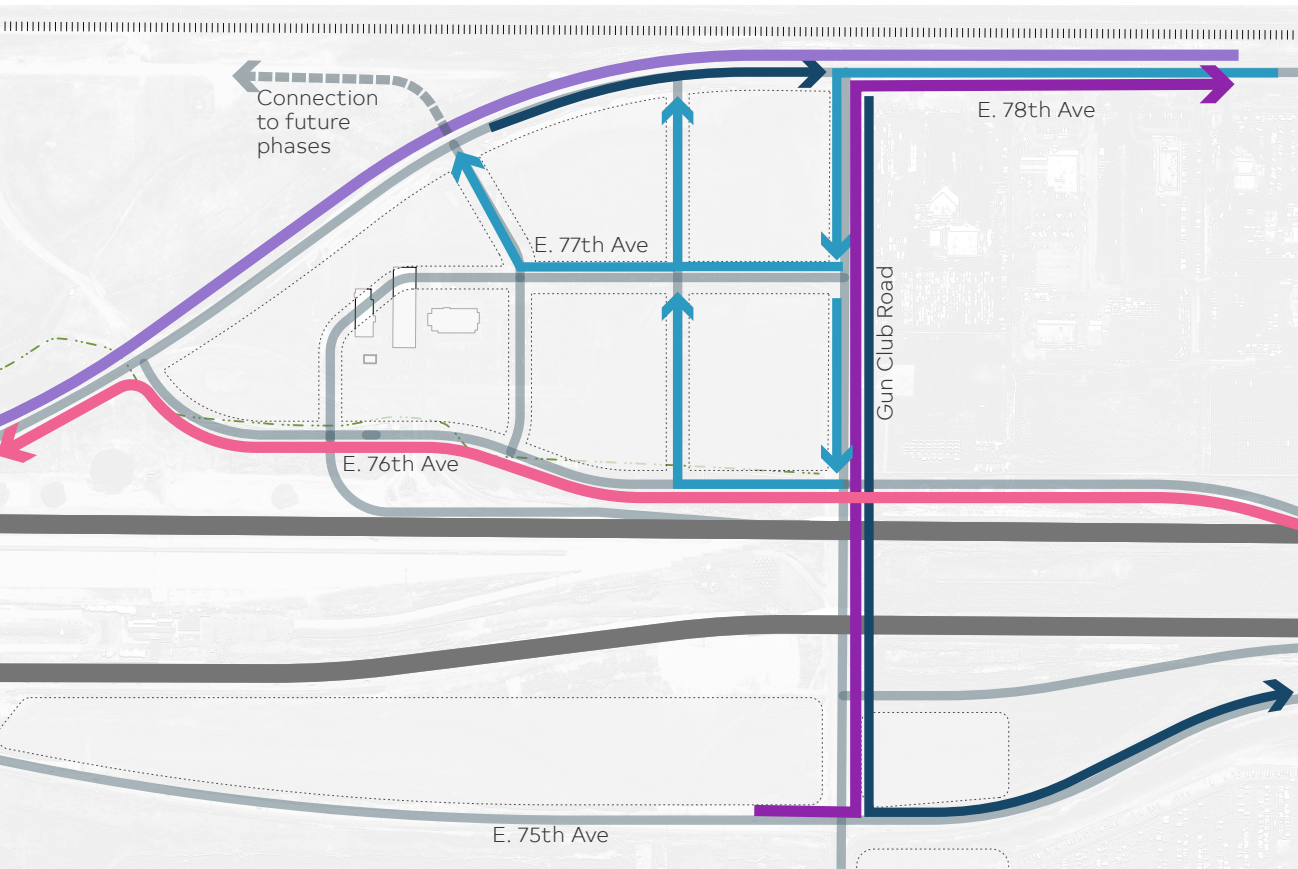 Connection
to future
phases
E. 78th Ave
E. 77th Ave
Gun Club Road
E. 76th Ave
E. 75th Ave